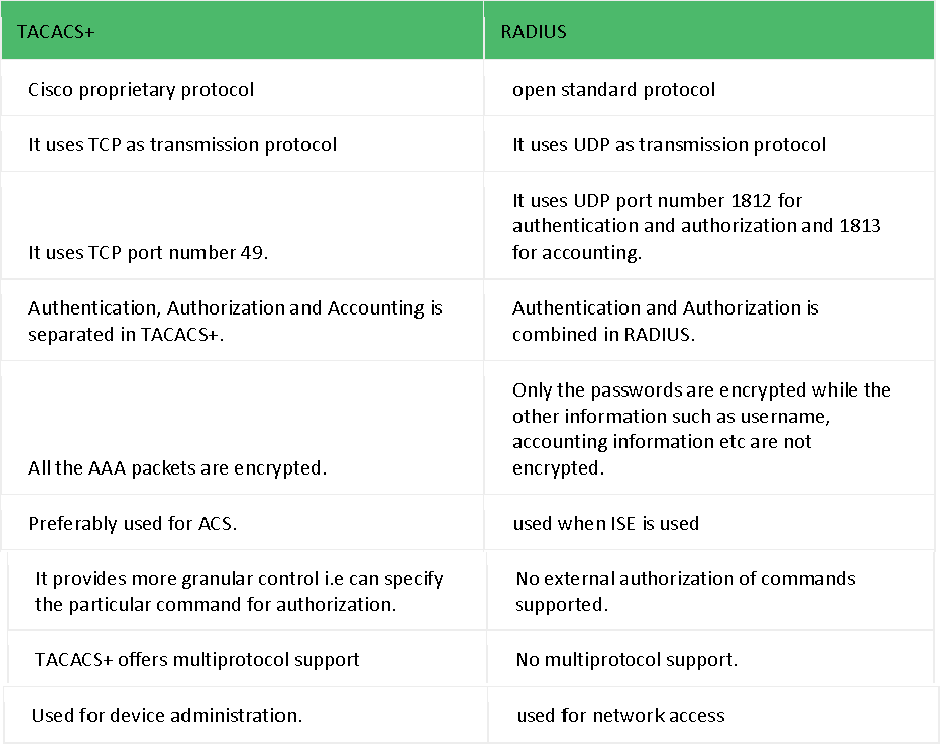 TACACS+
RADIUS
Cisco proprietary protocol
open standard protocol
It uses TCP as transmission protocol
It uses UDP as transmission protocol
It uses TCP port number 49.
It uses UDP port number 1812 for
authentication and authorization and 1813
for accounting.
Authentication, Authorization and Accounting is
separated in TACACS+.
Authentication and Authorization is
combined in RADIUS.
All the AAA packets are encrypted.
Only the passwords are encrypted while the
other information such as username,
accounting information etc are not
encrypted.
Preferably used for ACS.
used when ISE is used
It provides more granular control i.e can specify
the particular command for authorization.
No external authorization of commands
supported.
TACACS+ offers multiprotocol support
No multiprotocol support.
Used for device administration.
used for network access